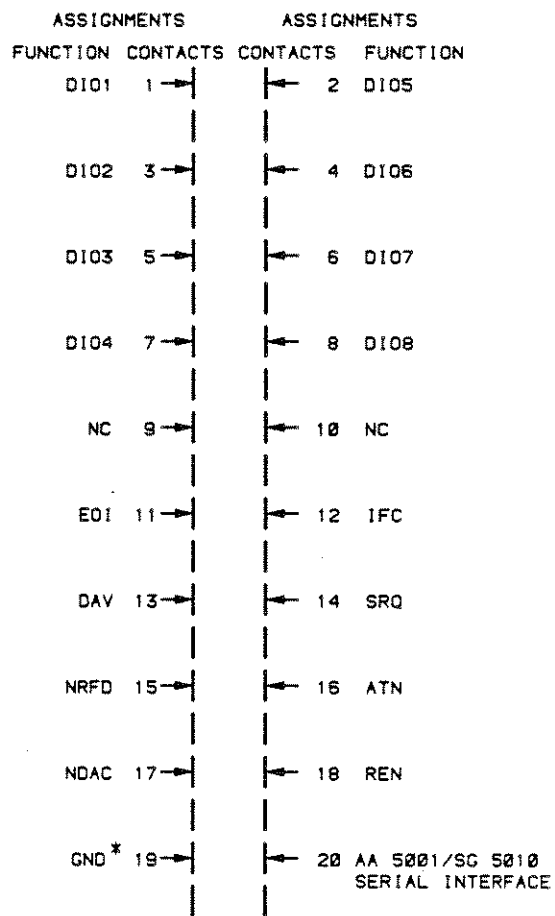 ASSIGNMENTS ASSIGNMENTS
FUNCTION CONTACTS CONTACTS FUNCTION
DIO1 1 2 DIO5
DIO2 3 4 DIO6
DIO3 5 6 DIO7
DIO4 7 8 DIO8
NC 9 10 NC
EOI 11 12 IFC
DAV 13 14 SRQ
NRFD 15 16 ATN
NDAC 17 18 REN
GND* 19 20 AA 5001/SG 5010
SERIAL INTERFACE